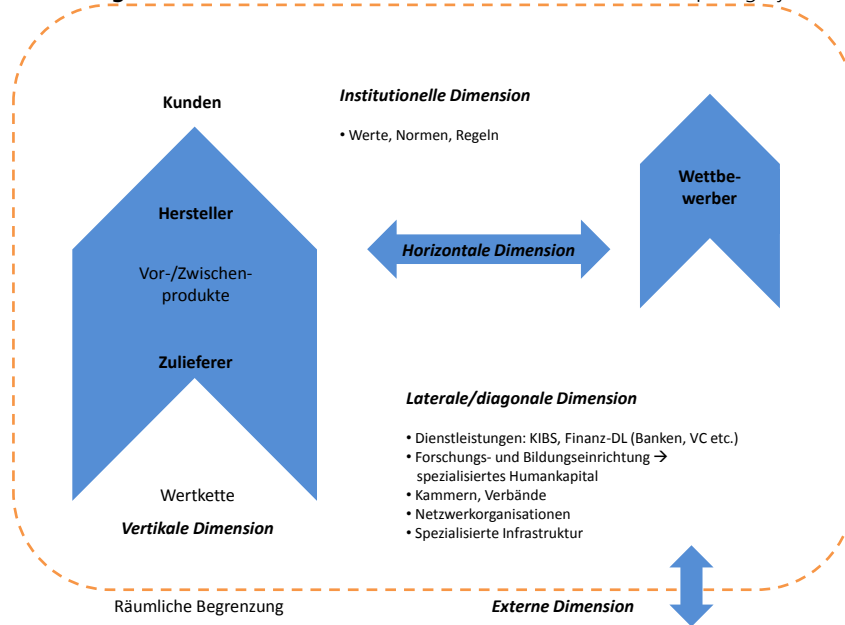 Kunden
Institutionelle Dimension
• Werte, Normen, Regeln
Hersteller
Vor-/Zwischen-
produkte
Zulieferer
Wertkette
Vertikale Dimension
Horizontale Dimension
Wettbe-
werber
Laterale/diagonale Dimension
• Dienstleistungen: KIBS, Finanz-DL (Banken, VC etc.)
• Forschungs- und Bildungseinrichtung →
spezialisiertes Humankapital
• Kammern, Verbände
• Netzwerkorganisationen
• Spezialisierte Infrastruktur
Räumliche Begrenzung
Externe Dimension